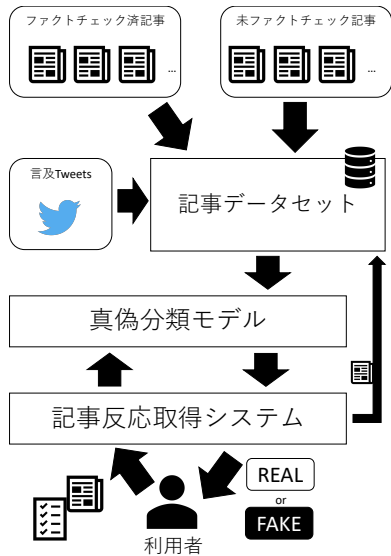 ファクトチェック済記事
...
未ファクトチェック記事
...
言及Tweets
記事データセット
真偽分類モデル
記事反応取得システム
REAL
or
FAKE
利用者